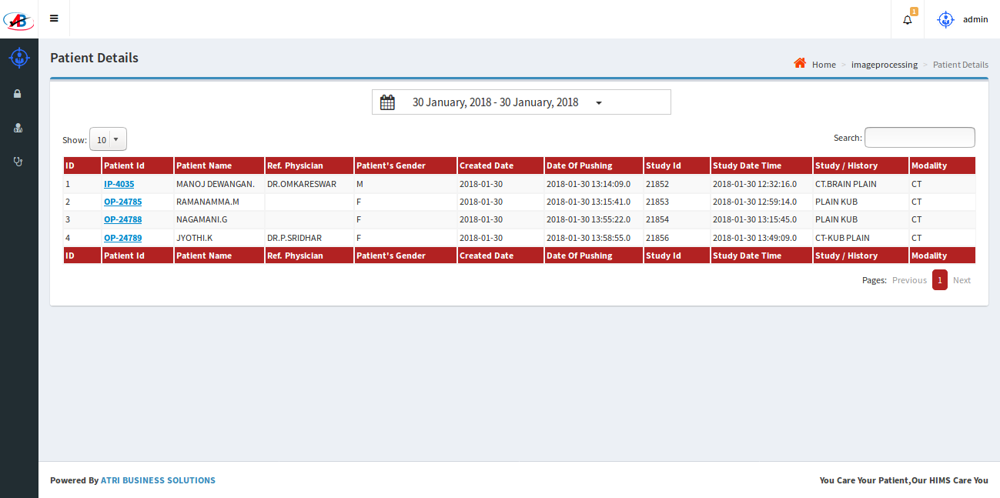 AB
1
admin
Patient Details
Home > imageprocessing > Patient Details
30 January, 2018 - 30 January, 2018
Show: 10
Search:
ID Patient Id Patient Name Ref. Physician Patient's Gender Created Date Date Of Pushing Study Id Study Date Time Study / History Modality
1 IP-4035 MANOJ DEWANGAN. DR.OMKARESWAR M 2018-01-30 2018-01-30 13:14:09.0 21852 2018-01-30 12:32:16.0 CT.BRAIN PLAIN CT
2 OP-24785 RAMANAMMA.M F 2018-01-30 2018-01-30 13:15:41.0 21853 2018-01-30 12:59:14.0 PLAIN KUB CT
3 OP-24788 NAGAMANI.G F 2018-01-30 2018-01-30 13:55:22.0 21854 2018-01-30 13:15:45.0 PLAIN KUB CT
4 OP-24789 JYOTHI.K DR.P.SRIDHAR F 2018-01-30 2018-01-30 13:58:55.0 21856 2018-01-30 13:49:09.0 CT-KUB PLAIN CT
ID Patient Id Patient Name Ref. Physician Patient's Gender Created Date Date Of Pushing Study Id Study Date Time Study / History Modality
Pages: Previous 1 Next
Powered By ATRI BUSINESS SOLUTIONS
You Care Your Patient,Our HIMS Care You